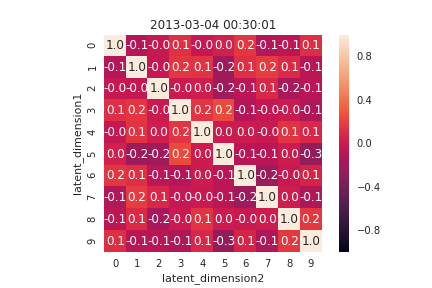 2013-03-04 00:30:01
latent_dimension1
0 1.0 -0.1 -0.0 0.1 -0.0 0.0 0.2 -0.1 -0.1 0.1
1 -0.1 1.0 -0.0 0.2 0.1 -0.2 0.1 0.2 0.1 -0.1
2 -0.0 -0.0 1.0 -0.0 0.0 -0.2 -0.1 0.1 -0.2 -0.1
3 0.1 0.2 -0.0 1.0 0.2 0.2 -0.1 -0.0 -0.0 -0.1
4 -0.0 0.1 0.0 0.2 1.0 0.0 0.0 -0.0 0.1 0.1
5 0.0 -0.2 -0.2 0.2 0.0 1.0 -0.1 -0.1 0.0 -0.3
6 0.2 0.1 -0.1 -0.1 0.0 -0.1 1.0 -0.2 -0.0 0.1
7 -0.1 0.2 0.1 -0.0 -0.0 -0.1 -0.2 1.0 0.0 -0.1
8 -0.1 0.1 -0.2 -0.0 0.1 0.0 -0.0 0.0 1.0 0.2
9 0.1 -0.1 -0.1 -0.1 0.1 -0.3 0.1 -0.1 0.2 1.0
0 1 2 3 4 5 6 7 8 9
latent_dimension2
0.8
0.4
0.0
-0.4
-0.8